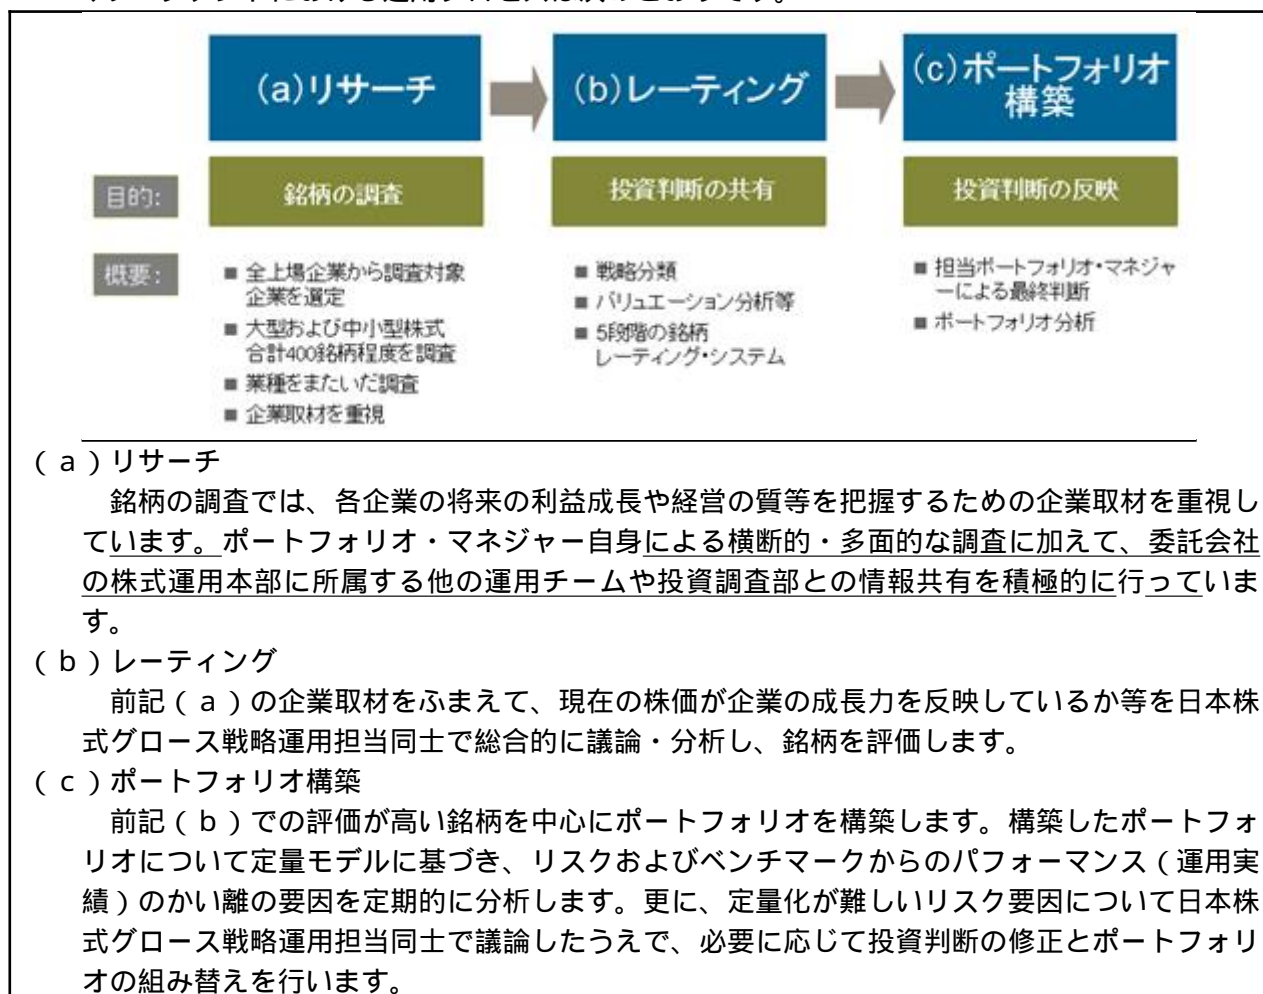 (a)リサーチ
(b)レーティング
(c)ポートフォリオ
構築
目的:
銘柄の調査
投資判断の共有
投資判断の反映
概要:
■ 全上場企業から調査対象
企業を選定
■ 大型および中小型株式
合計400銘柄程度を調査
■ 業種をまたいだ調査
■ 企業取材を重視
■ 戦略分類
■ バリュエーション分析等
■ 5段階の銘柄
レーティング・システム
■ 担当ポートフォリオ・マネジャ
ーによる最終判断
■ ポートフォリオ分析
(a)リサーチ
銘柄の調査では、各企業の将来の利益成長や経営の質等を把握するための企業取材を重視し
ています。ポートフォリオ・マネジャー自身による横断的・多面的な調査に加えて、委託会社
の株式運用本部に所属する他の運用チームや投資調査部との情報共有を積極的に行っていま
す。
(b)レーティング
前記(a)の企業取材をふまえて、現在の株価が企業の成長力を反映しているか等を日本株
式グロース戦略運用担当同士で総合的に議論・分析し、銘柄を評価します。
(c)ポートフォリオ構築
前記(b)での評価が高い銘柄を中心にポートフォリオを構築します。構築したポートフォ
リオについて定量モデルに基づき、リスクおよびベンチマークからのパフォーマンス(運用実
績)のかい離の要因を定期的に分析します。更に、定量化が難しいリスク要因について日本株
式グロース戦略運用担当同士で議論したうえで、必要に応じて投資判断の修正とポートフォリ
オの組み替えを行います。